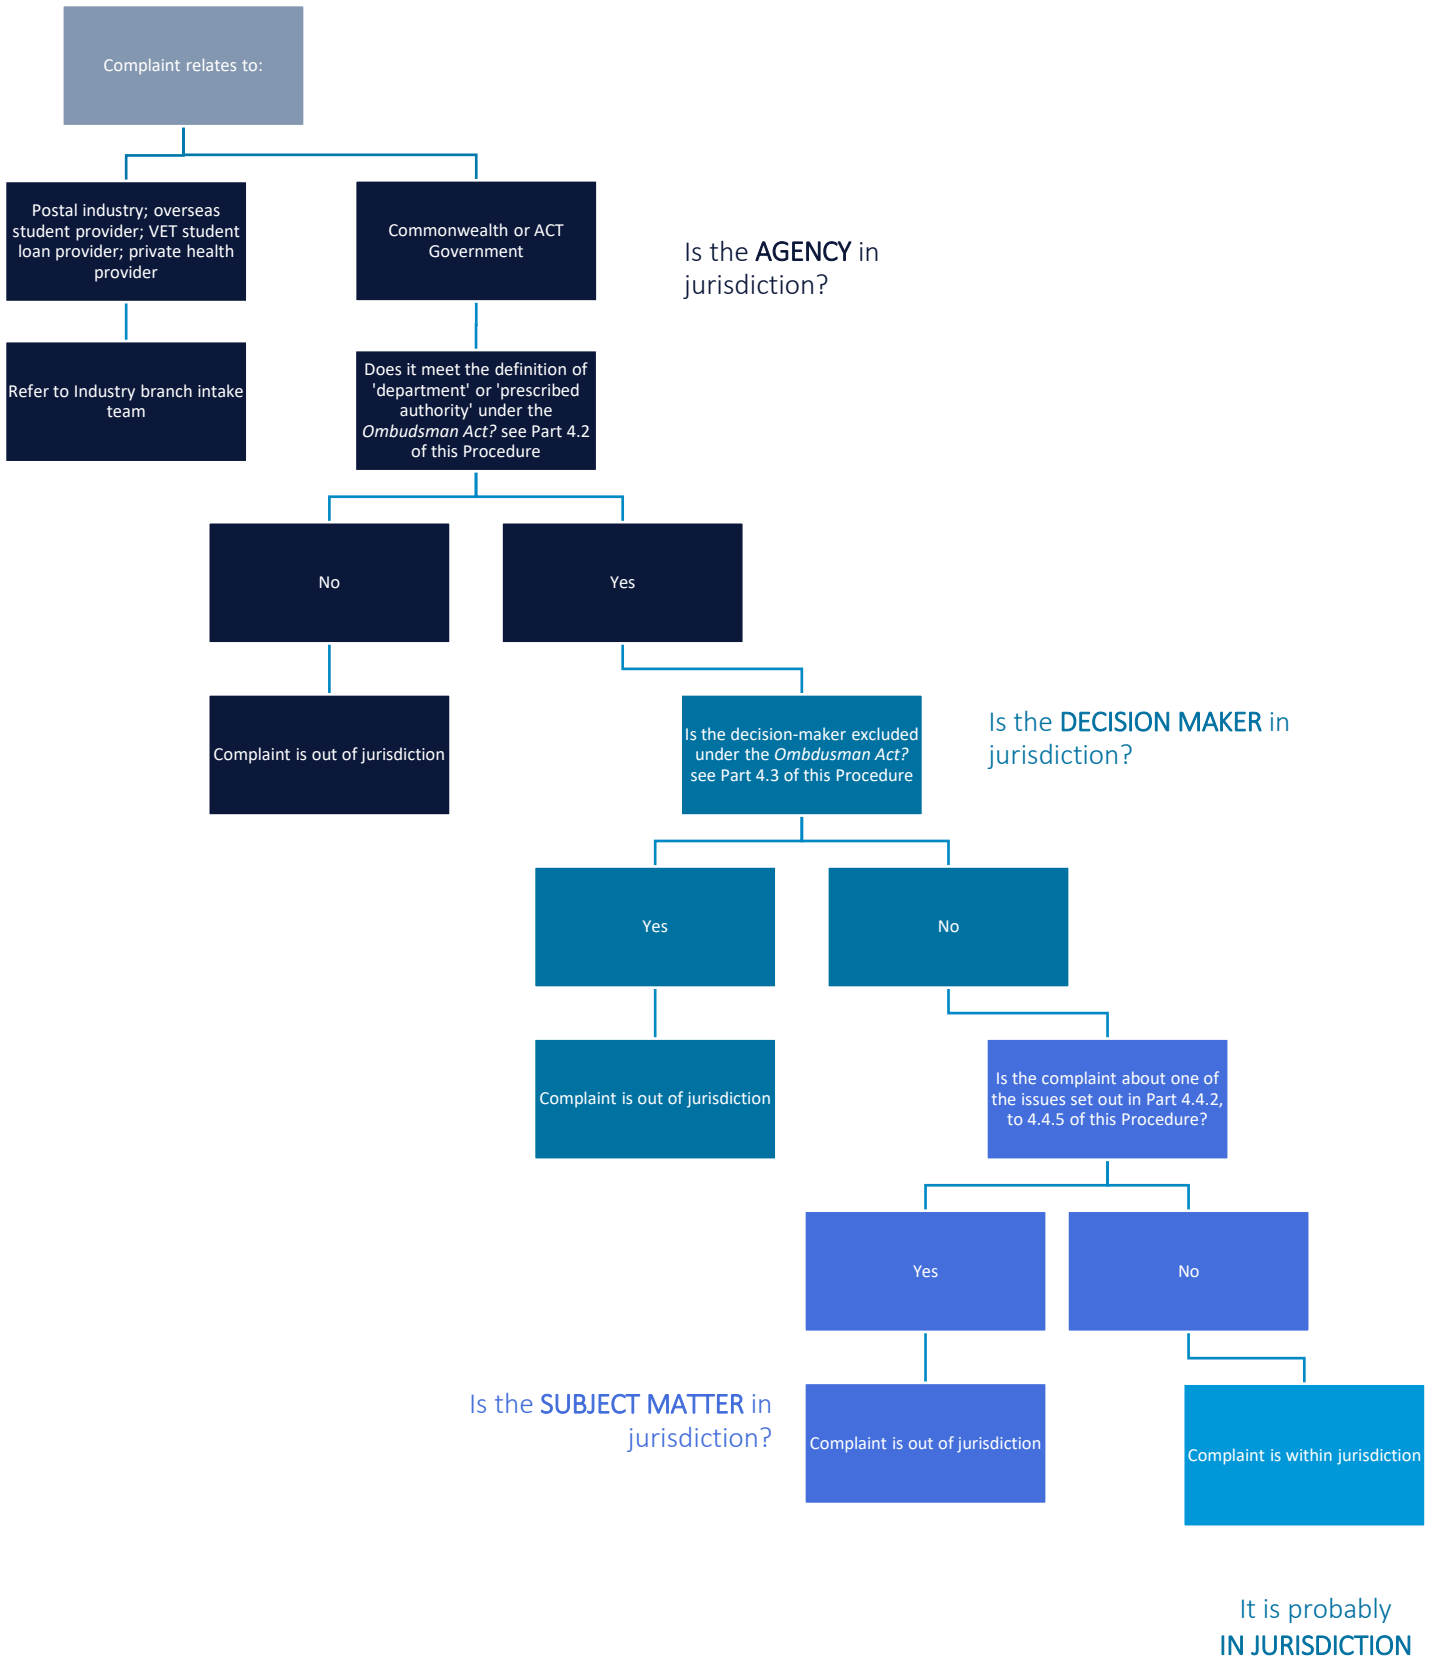 Complaint relates to:
Postal industry; overseas
student provider; VET student
loan provider; private health
provider
Commonwealth or ACT
Government
Is the AGENCY in
jurisdiction?
Refer to Industry branch intake
team
Does it meet the definition of
'department' or 'prescribed
authority' under the
Ombudsman Act? see Part 4.2
of this Procedure
No
Yes
Complaint is out of jurisdiction
Is the decision-maker excluded
under the Ombdusman Act?
see Part 4.3 of this Procedure
Is the DECISION MAKER in
jurisdiction?
Yes
No
Complaint is out of jurisdiction
Is the complaint about one of
the issues set out in Part 4.4.2,
to 4.4.5 of this Procedure?
Yes
No
Is the SUBJECT MATTER in
jurisdiction?
Complaint is out of jurisdiction
Complaint is within jurisdiction
It is probably
IN JURISDICTION